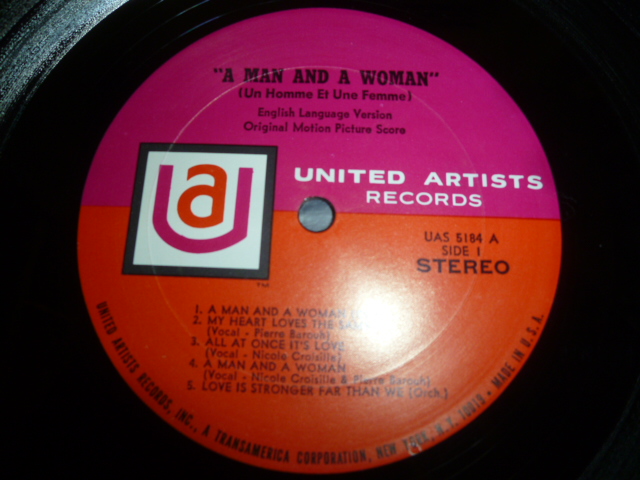 "A MAN AND A WOMAN"
(Un Homme Et Une Femme)
English Language Version
Original Motion Picture Score
ua
UNITED ARTISTS
RECORDS
UAS 5184 A
SIDE 1
STEREO
TM
1. A MAN AND A WOMAN
2. MY HEART LOVES THE
(Vocal - Pierre Barouh)
3. ALL AT ONCE IT'S LOVE
(Vocal - Nicole Croisille)
4. A MAN AND A WOMAN
(Vocal - Nicole Croisille & Pierre Barouh)
5. LOVE IS STRONGER FAR THAN WE (Orch.)
UNITED ARTISTS RECORDS, INC., A TRANSAMERICA CORPORATION, NEW YORK, N.Y. 10019 • MADE IN U.S.A.